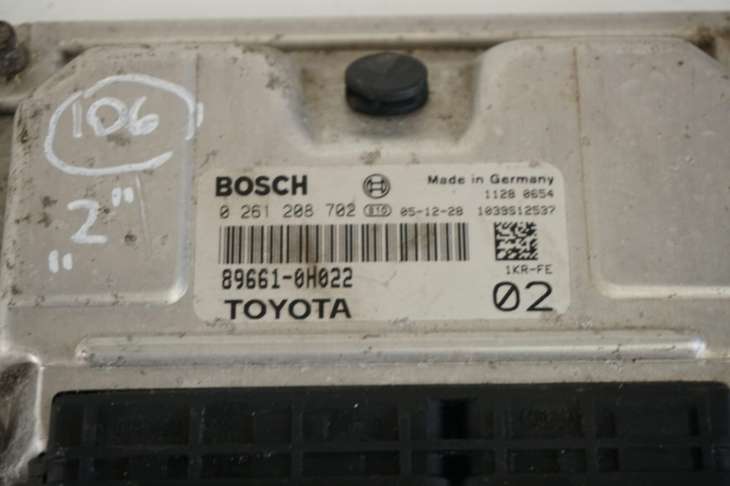 106
"2"
BOSCH
Made in Germany
1128 0654
0 261 208 702 B10 05-12-28 1039S12537
89661-0H022
1KR-FE
TOYOTA
02